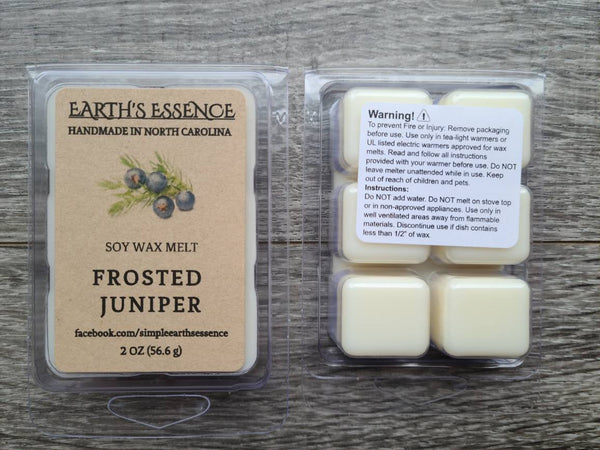 EARTH'S ESSENCE
HANDMADE IN NORTH CAROLINA
SOY WAX MELT
FROSTED
JUNIPER
facebook.com/simpleearthsessence
2 OZ (56.6 g)
Warning!
To prevent Fire or Injury: Remove packaging
before use. Use only in tea-light warmers or
UL listed electric warmers approved for wax
melts. Read and follow all instructions
provided with your warmer before use. Do NOT
leave melter unattended while in use. Keep
out of reach of children and pets.
Instructions:
Do NOT add water. Do NOT melt on stove top
or in non-approved appliances. Use only in
well ventilated areas away from flammable
materials. Discontinue use if dish contains
less than 1/2" of wax.